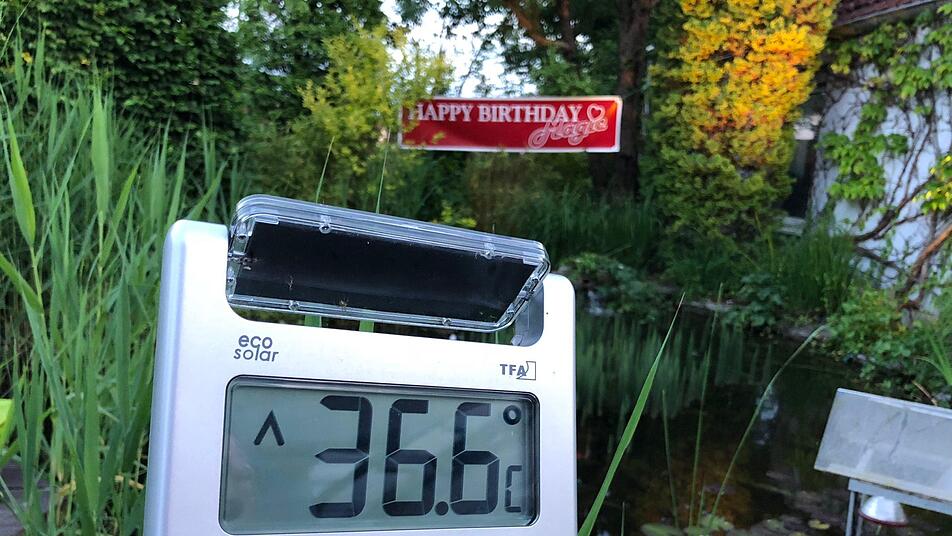 HAPPY BIRTHDAY
Magic
eco
solar
TFA
36.6°C